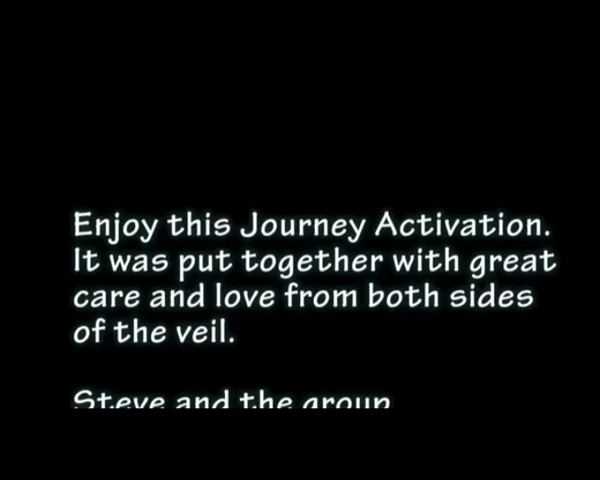 Enjoy this Journey Activation.
It was put together with great
care and love from both sides
of the veil.
Steve and the group